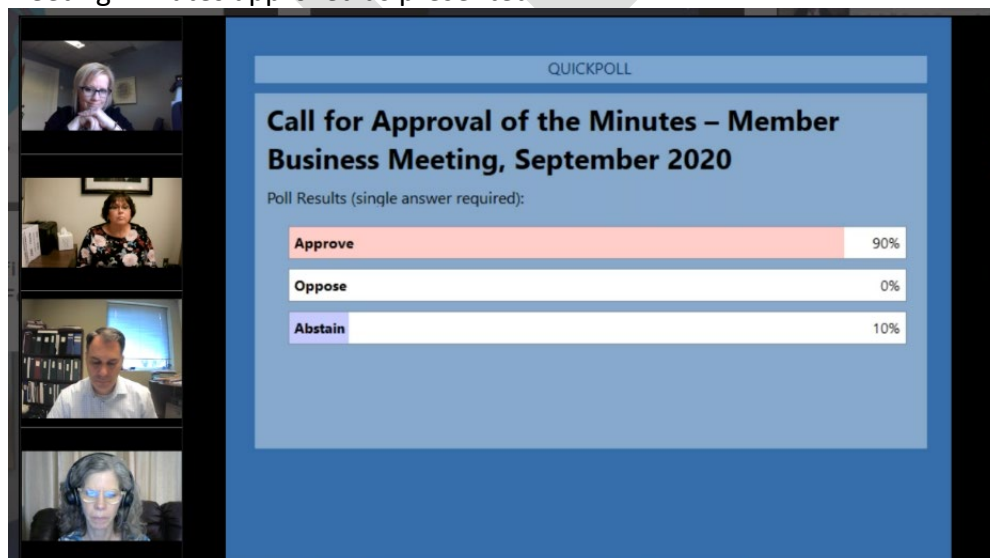 QUICKPOLL
Call for Approval of the Minutes – Member
Business Meeting, September 2020
Poll Results (single answer required):
Approve 90%
Oppose 0%
Abstain 10%